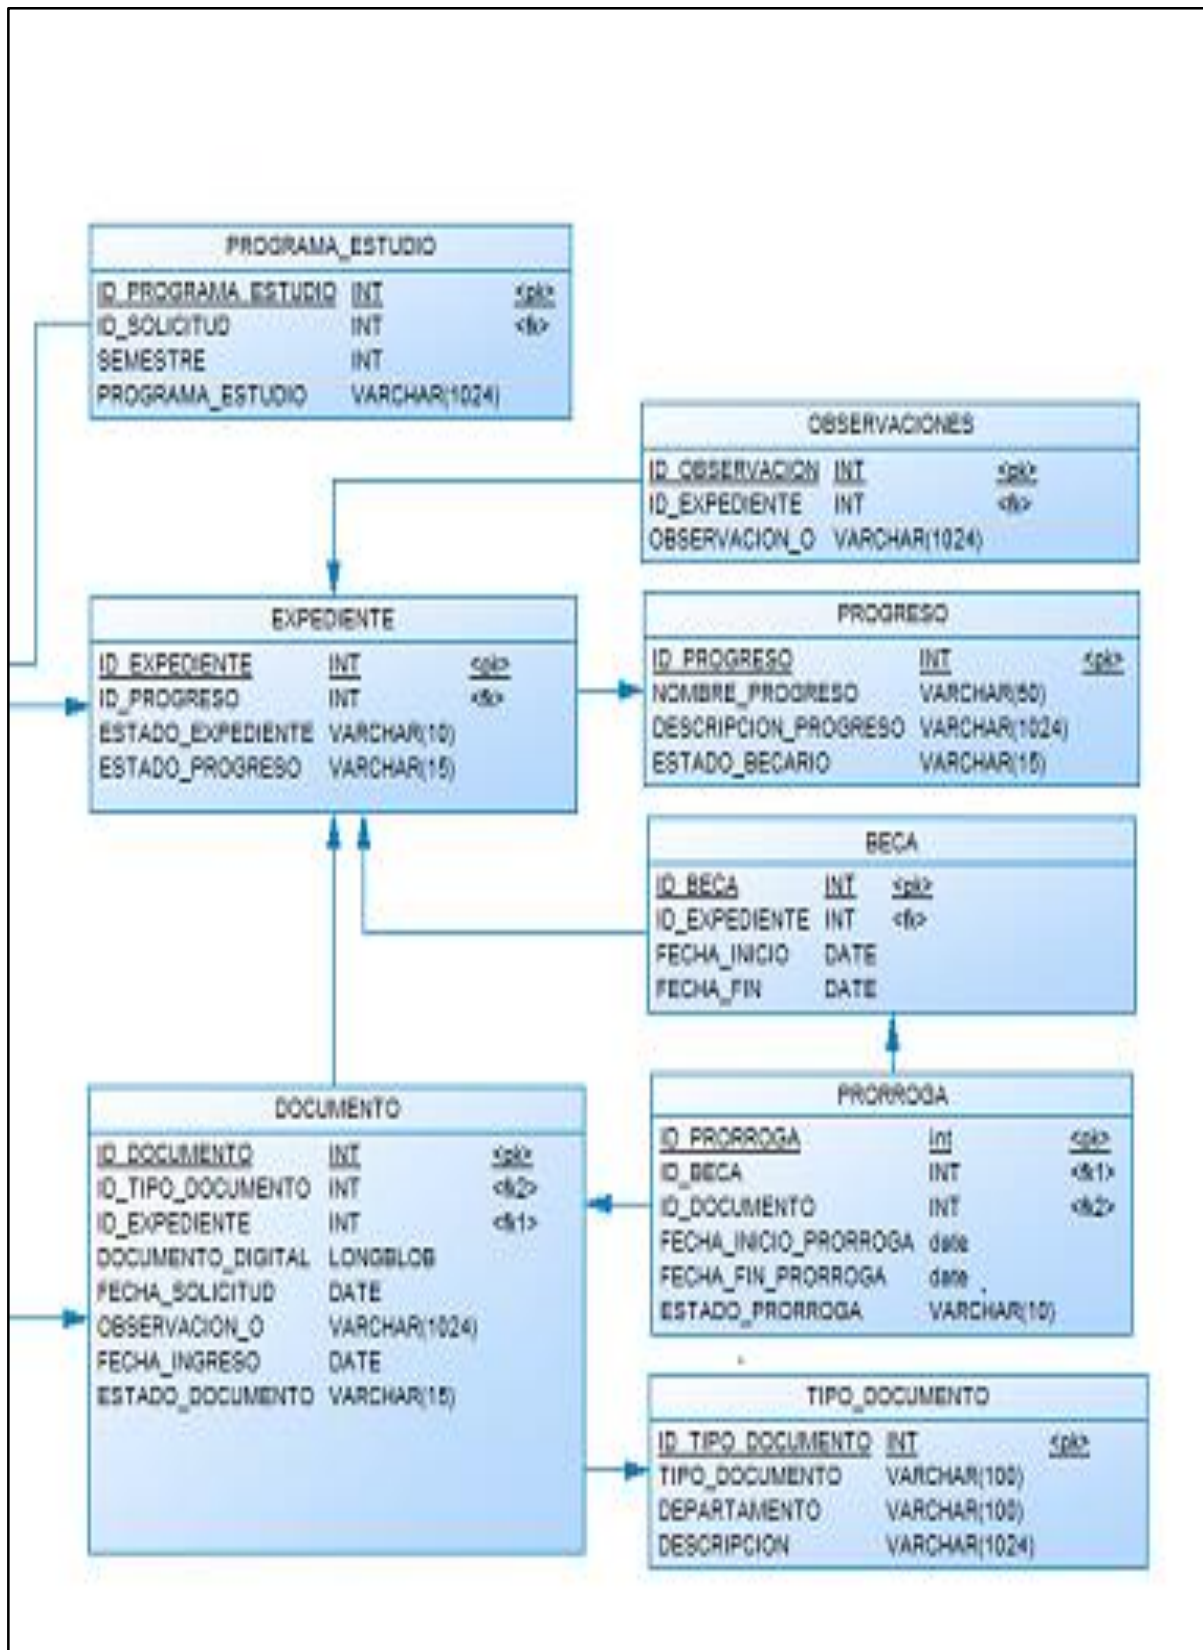 PROGRAMA_ESTUDIO
ID_PROGRAMA_ESTUDIO INT <pk>
ID_SOLICITUD INT <fk>
SEMESTRE INT
PROGRAMA_ESTUDIO VARCHAR(1024)
OBSERVACIONES
ID_OBSERVACION INT <pk>
ID_EXPEDIENTE INT <fk>
OBSERVACION_O VARCHAR(1024)
EXPEDIENTE
ID_EXPEDIENTE INT <pk>
ID_PROGRESO INT <fk>
ESTADO_EXPEDIENTE VARCHAR(10)
ESTADO_PROGRESO VARCHAR(15)
PROGRESO
ID_PROGRESO INT <pk>
NOMBRE_PROGRESO VARCHAR(50)
DESCRIPCION_PROGRESO VARCHAR(1024)
ESTADO_BECARIO VARCHAR(15)
BECA
ID_BECA INT <pk>
ID_EXPEDIENTE INT <fk>
FECHA_INICIO DATE
FECHA_FIN DATE
DOCUMENTO
ID_DOCUMENTO INT <pk>
ID_TIPO_DOCUMENTO INT <fk2>
ID_EXPEDIENTE INT <fk1>
DOCUMENTO_DIGITAL LONGBLOB
FECHA_SOLICITUD DATE
OBSERVACION_O VARCHAR(1024)
FECHA_INGRESO DATE
ESTADO_DOCUMENTO VARCHAR(15)
PRORROGA
ID_PRORROGA int <pk>
ID_BECA INT <fk1>
ID_DOCUMENTO INT <fk2>
FECHA_INICIO_PRORROGA date
FECHA_FIN_PRORROGA date
ESTADO_PRORROGA VARCHAR(10)
TIPO_DOCUMENTO
ID_TIPO_DOCUMENTO INT <pk>
TIPO_DOCUMENTO VARCHAR(100)
DEPARTAMENTO VARCHAR(100)
DESCRIPCION VARCHAR(1024)